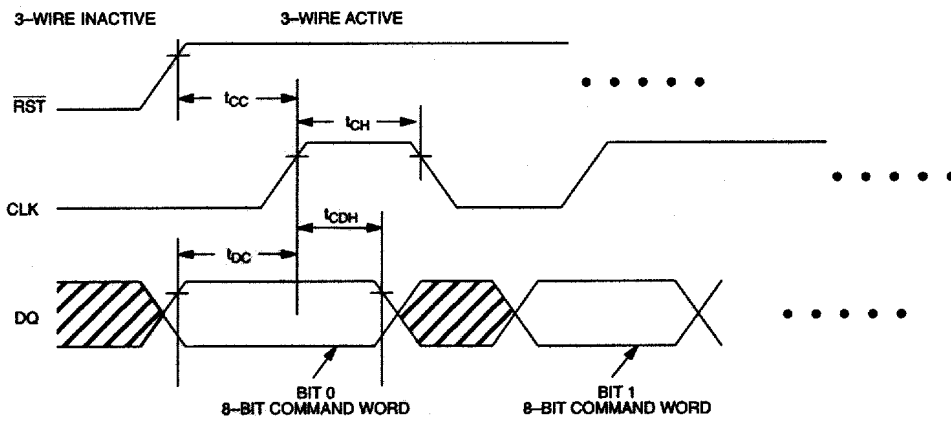 3–WIRE INACTIVE
3–WIRE ACTIVE
RST
tCC
tCH
CLK
tCDH
tDC
DQ
BIT 0
8–BIT COMMAND WORD
BIT 1
8–BIT COMMAND WORD